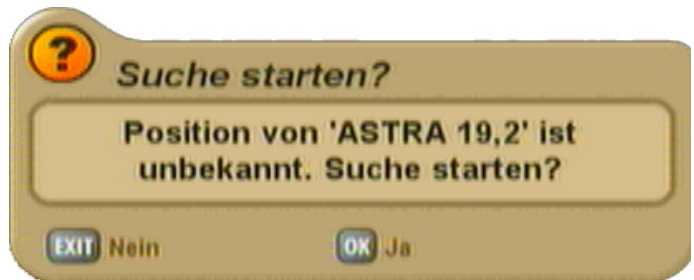 ?
Suche starten?
Position von 'ASTRA 19,2' ist
unbekannt. Suche starten?
EXIT Nein OK Ja